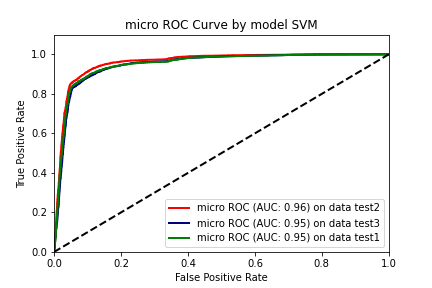 micro ROC Curve by model SVM
True Positive Rate
1.0
0.8
0.6
0.4
0.2
0.0
micro ROC (AUC: 0.96) on data test2
micro ROC (AUC: 0.95) on data test3
micro ROC (AUC: 0.95) on data test1
0.0 0.2 0.4 0.6 0.8 1.0
False Positive Rate